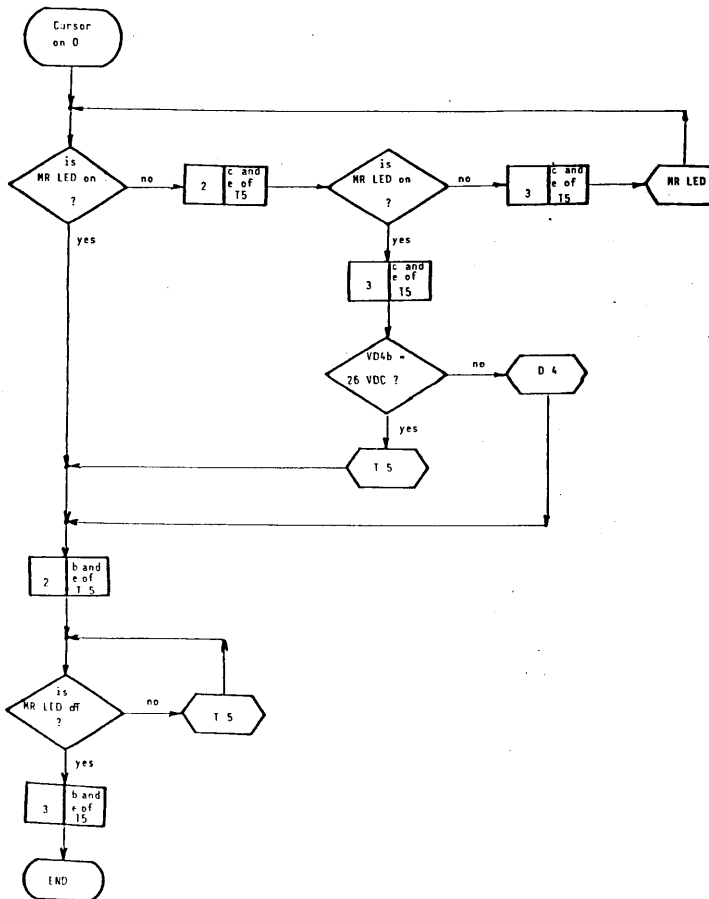 Cursor
on 0
is
MR LED on
?
no
2
c and
e of
T5
is
MR LED on
?
no
3
c and
e of
T5
MR LED
yes
yes
3
c and
e of
T5
VD4b =
26 VDC ?
no
D 4
yes
T 5
2
b and
e of
T 5
is
MR LED off
?
no
T 5
yes
3
b and
e of
T5
END